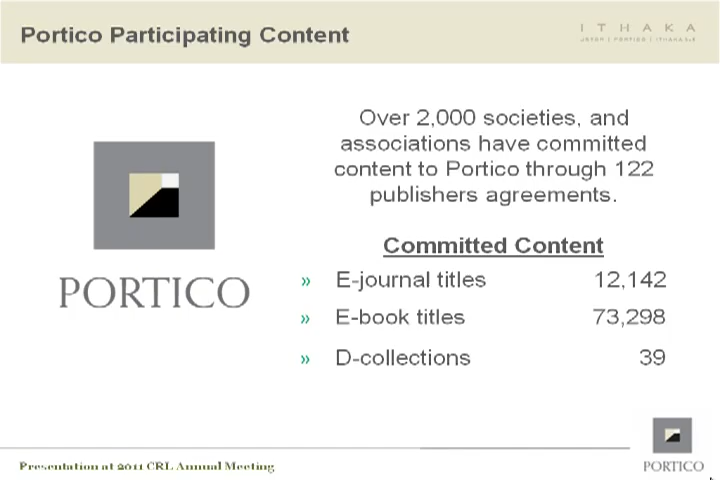 Portico Participating Content
ITHAKA
JSTOR | PORTICO | ITHAKA S+R
Over 2,000 societies, and
associations have committed
content to Portico through 122
publishers agreements.
PORTICO
Committed Content
» E-journal titles 12,142
» E-book titles 73,298
» D-collections 39
Presentation at 2011 CRL Annual Meeting
PORTICO